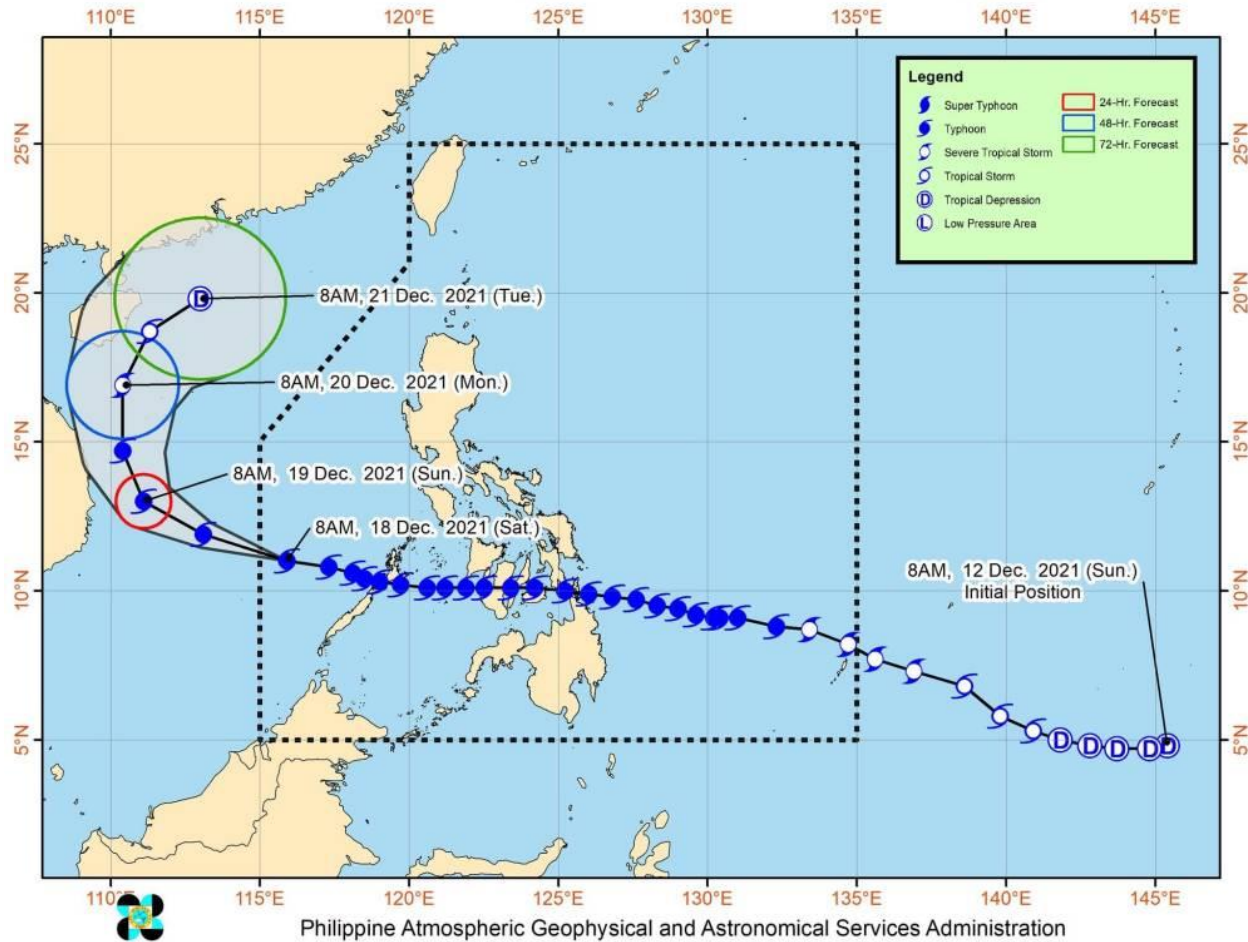 110°E 115°E 120°E 125°E 130°E 135°E 140°E 145°E
Legend
Super Typhoon
Typhoon
Severe Tropical Storm
Tropical Storm
D Tropical Depression
L Low Pressure Area
24-Hr. Forecast
48-Hr. Forecast
72-Hr. Forecast
25°N
25°N
20°N
20°N
D
8AM, 21 Dec. 2021 (Tue.)
8AM, 20 Dec. 2021 (Mon.)
15°N
15°N
8AM, 19 Dec. 2021 (Sun.)
8AM, 18 Dec. 2021 (Sat.)
10°N
10°N
8AM, 12 Dec. 2021 (Sun.)
Initial Position
5°N
5°N
D D D D D
110°E 115°E 120°E 125°E 130°E 135°E 140°E 145°E
Philippine Atmospheric Geophysical and Astronomical Services Administration